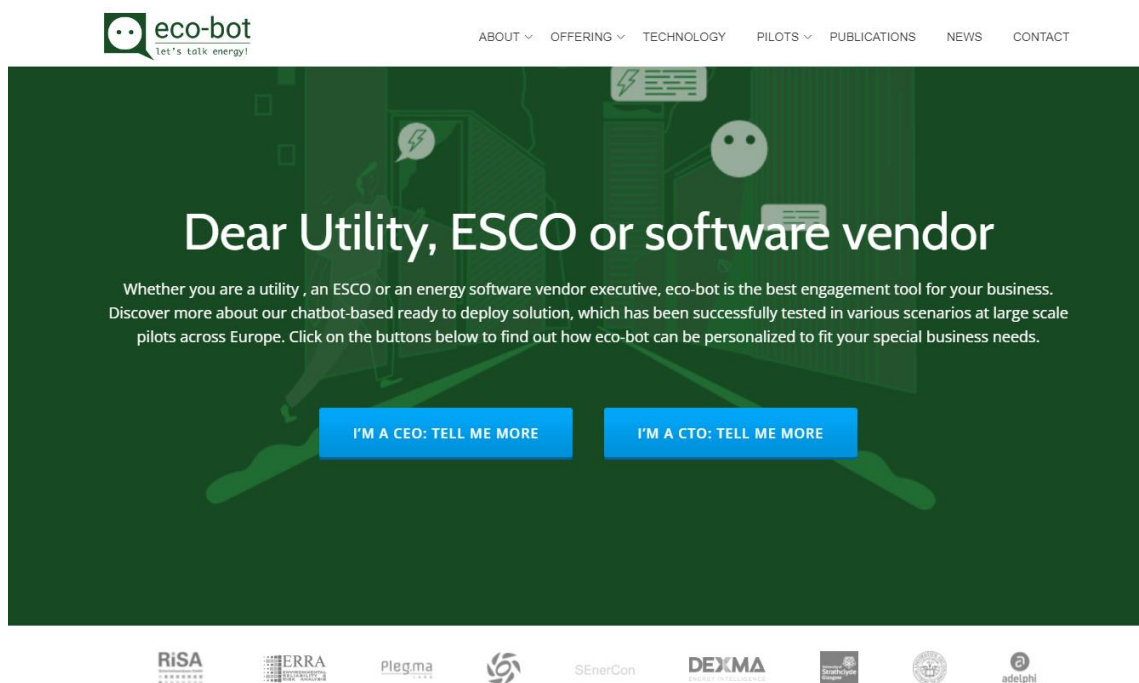 eco-bot
let's talk energy!
ABOUT OFFERING TECHNOLOGY PILOTS PUBLICATIONS NEWS CONTACT
Dear Utility, ESCO or software vendor
Whether you are a utility , an ESCO or an energy software vendor executive, eco-bot is the best engagement tool for your business.
Discover more about our chatbot-based ready to deploy solution, which has been successfully tested in various scenarios at large scale
pilots across Europe. Click on the buttons below to find out how eco-bot can be personalized to fit your special business needs.
I'M A CEO: TELL ME MORE I'M A CTO: TELL ME MORE
RiSA ERRA Plegma SEnerCon DEXMA Strathclyde adelphi
ENERGY INTELLIGENCE Glasgow